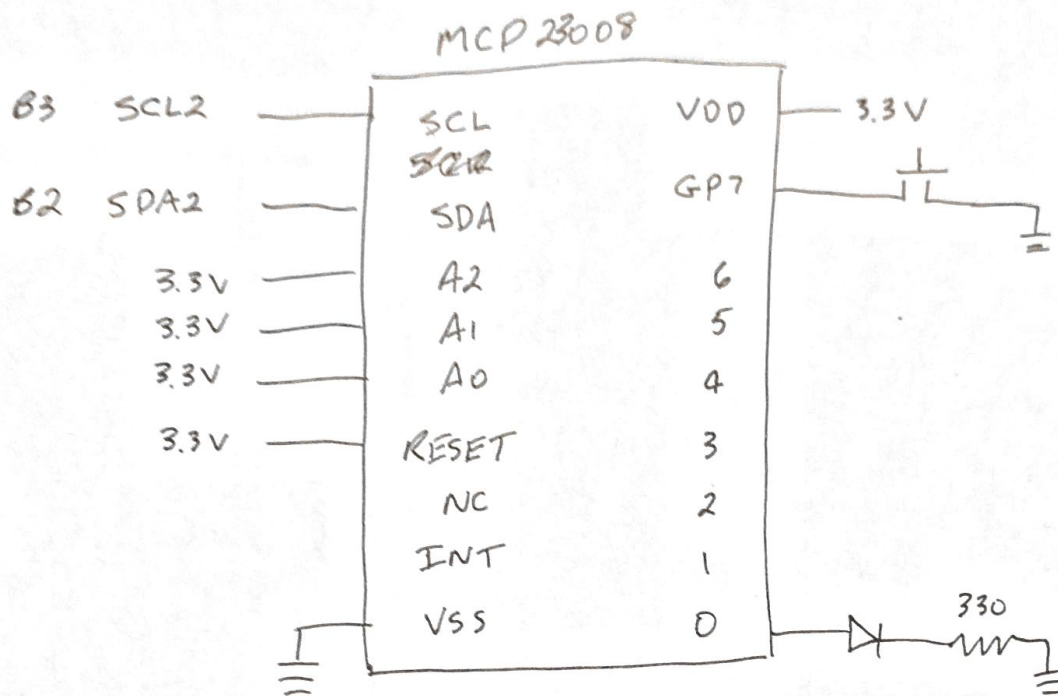 MCP23008
B3 SCL2 SCL VDD 3.3V
B2 SDA2 SDA GP7
3.3V A2 6
3.3V A1 5
3.3V A0 4
3.3V RESET 3
NC 2
INT 1
VSS 0 330